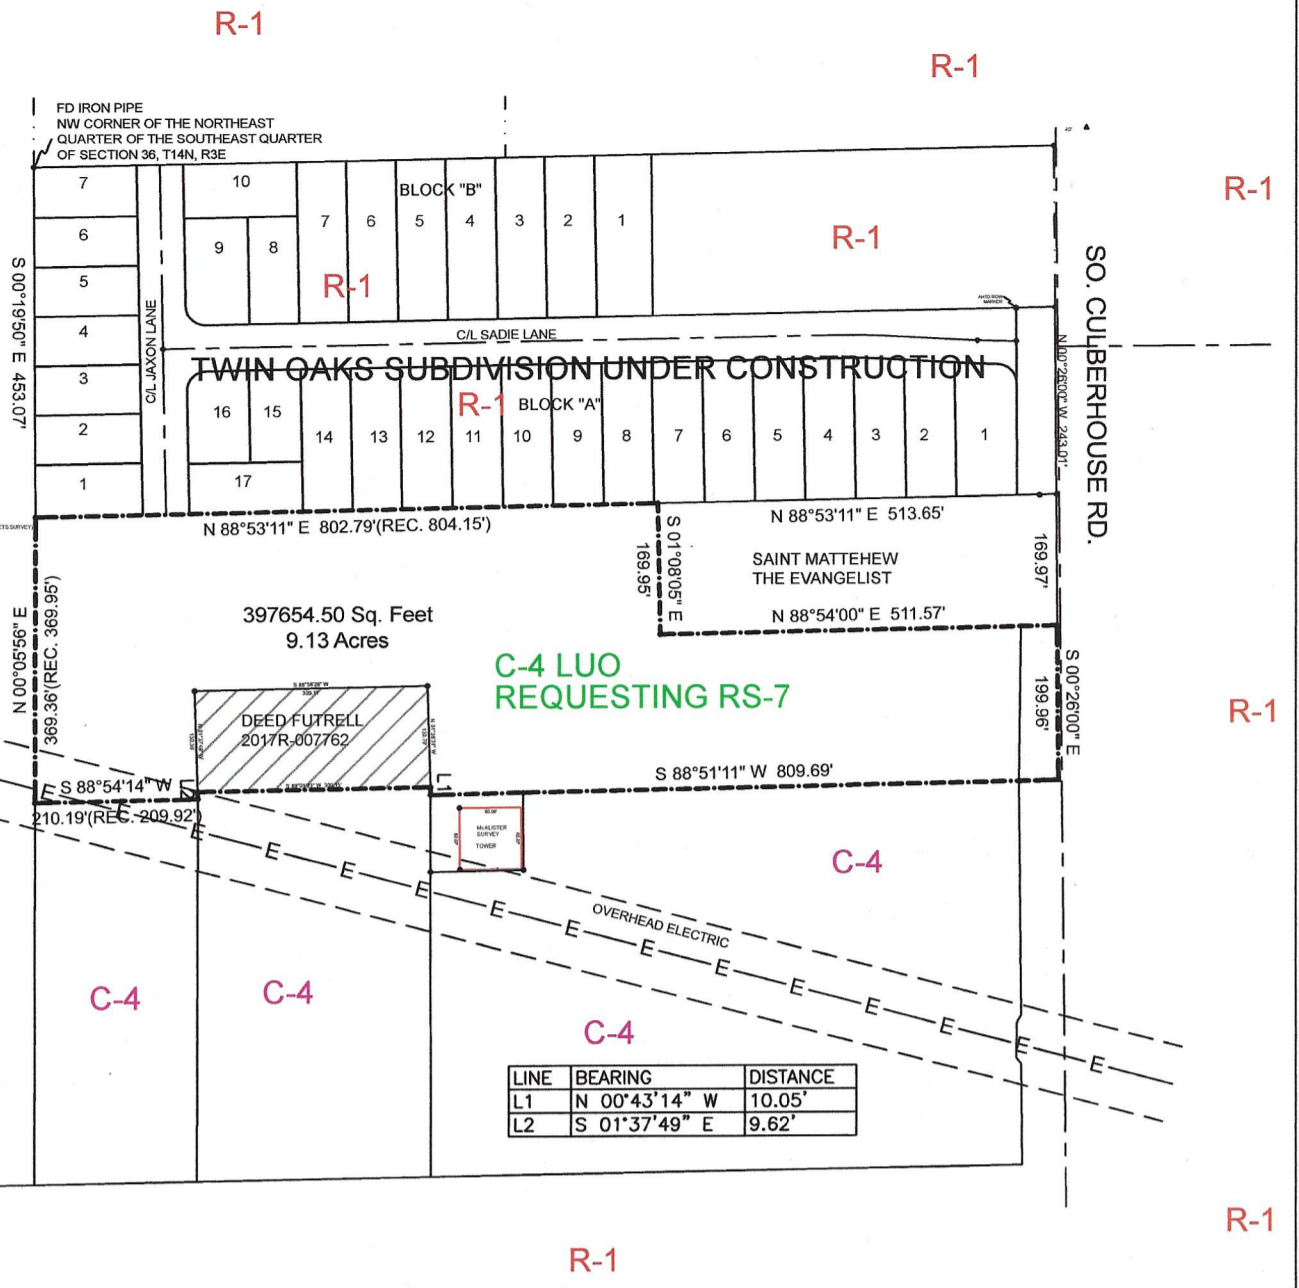 R-1
R-1
FD IRON PIPE
NW CORNER OF THE NORTHEAST
QUARTER OF THE SOUTHEAST QUARTER
OF SECTION 36, T14N, R3E
40'
R-1
7
6
5
4
3
2
1
S 00°19'50" E 453.07'
C/L JAXON LANE
10
9
8
BLOCK "B"
7
6
5
4
3
2
1
R-1
R-1
SO. CULBERHOUSE RD.
C/L SADIE LANE
N 00°26'00" W 243.01'
TWIN OAKS SUBDIVISION UNDER CONSTRUCTION
R-1
BLOCK "A"
16
15
17
14
13
12
11
10
9
8
7
6
5
4
3
2
1
N 88°53'11" E 802.79'(REC. 804.15')
N 88°53'11" E 513.65'
S 01°08'05" E
169.95'
SAINT MATTEHEW
THE EVANGELIST
169.97'
N 88°54'00" E 511.57'
N 00°05'56" E
369.36'(REC. 369.95')
397654.50 Sq. Feet
9.13 Acres
C-4 LUO
REQUESTING RS-7
S 00°26'00" E
199.96'
R-1
DEED FUTRELL
2017R-007762
S 88°54'14" W
210.19'(REC. 209.92')
L2
L1
S 88°51'11" W 809.69'
McALISTER
SURVEY
TOWER
C-4
OVERHEAD ELECTRIC
E E E E E E E E E E E E E E E
C-4
C-4
C-4
LINE BEARING DISTANCE
L1 N 00°43'14" W 10.05'
L2 S 01°37'49" E 9.62'
R-1
R-1